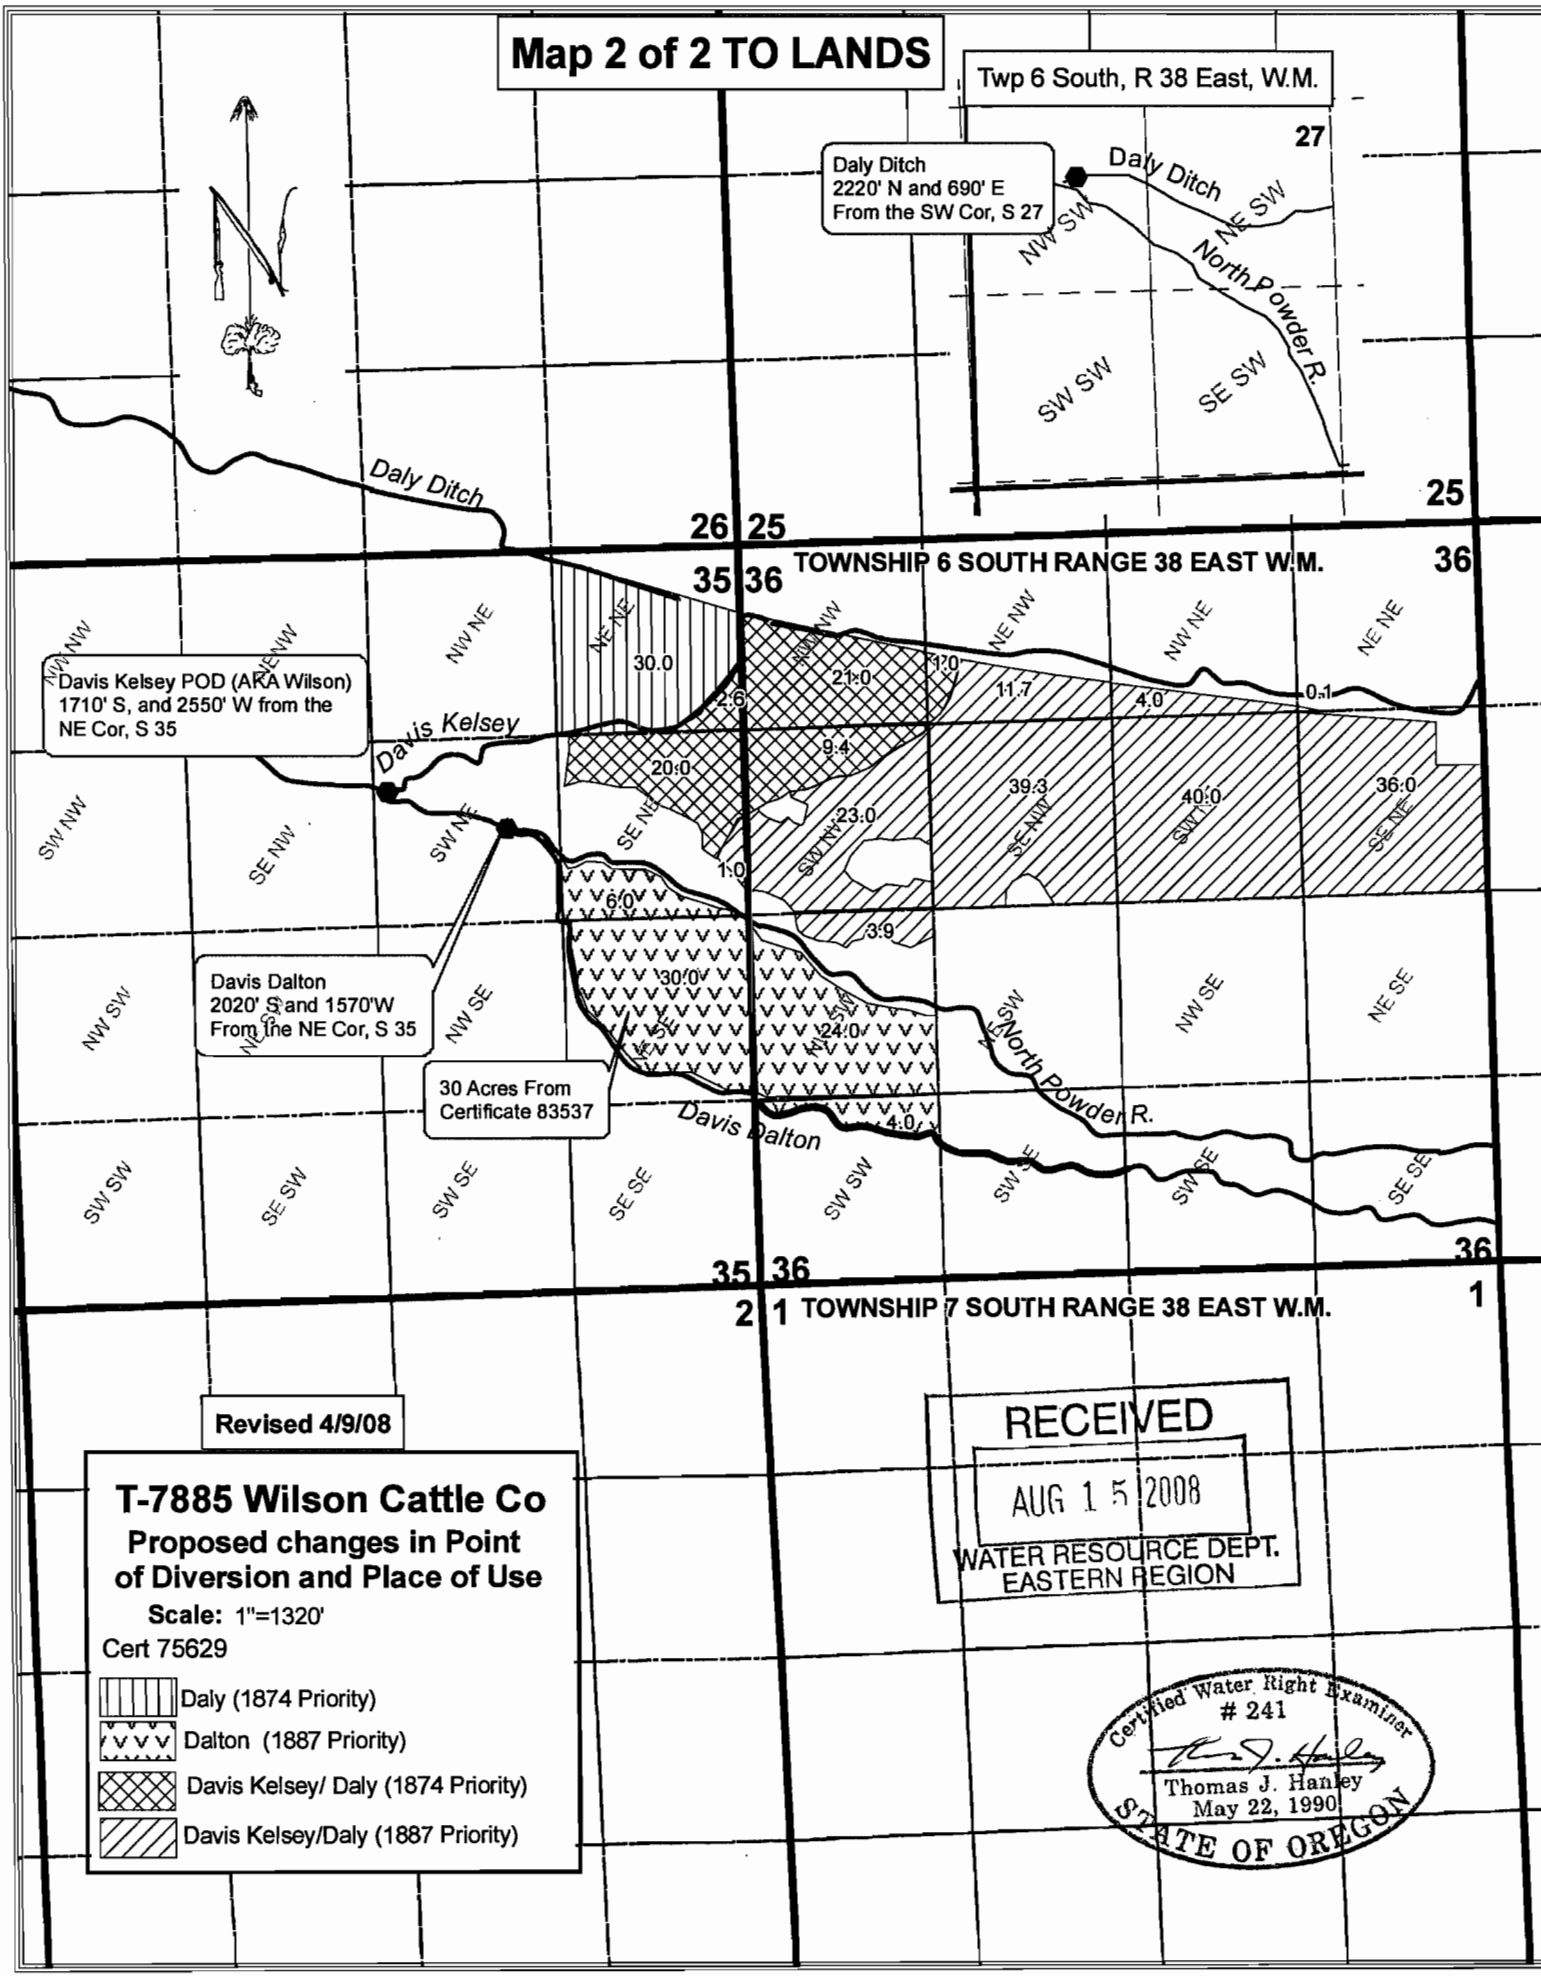 Map 2 of 2 TO LANDS
Twp 6 South, R 38 East, W.M.
27
Daly Ditch
2220' N and 690' E
From the SW Cor, S 27
Daly Ditch
NW SW
NE SW
North Powder R.
SW SW
SE SW
N
Daly Ditch
26 25
25
TOWNSHIP 6 SOUTH RANGE 38 EAST W.M.
35 36
36
NW NW
NE NW
NW NE
NE NE
NW NW
NE NW
NW NE
NE NE
Davis Kelsey POD (AKA Wilson)
1710' S, and 2550' W from the
NE Cor, S 35
30.0
2.6
21.0
1.0
11.7
4.0
0.1
Davis Kelsey
20.0
9.4
23.0
39.3
40.0
36.0
SW NW
SE NW
SW NE
SE NE
SW NW
SE NW
SW NE
SE NE
1.0
6.0
3.9
Davis Dalton
2020' S and 1570'W
From the NE Cor, S 35
30.0
24.0
NW SW
NE SW
NW SE
NE SE
NW SW
NE SW
NW SE
NE SE
North Powder R.
30 Acres From
Certificate 83537
Davis Dalton
4.0
SW SW
SE SW
SW SE
SE SE
SW SW
SW SE
SW SE
SE SE
35 36
36
2 1 TOWNSHIP 7 SOUTH RANGE 38 EAST W.M.
1
Revised 4/9/08
T-7885 Wilson Cattle Co
Proposed changes in Point
of Diversion and Place of Use
Scale: 1"=1320'
Cert 75629
Daly (1874 Priority)
Dalton (1887 Priority)
Davis Kelsey/ Daly (1874 Priority)
Davis Kelsey/Daly (1887 Priority)
RECEIVED
AUG 15 2008
WATER RESOURCE DEPT.
EASTERN REGION
Certified Water Right Examiner
# 241
Thomas J. Hanley
May 22, 1990
STATE OF OREGON